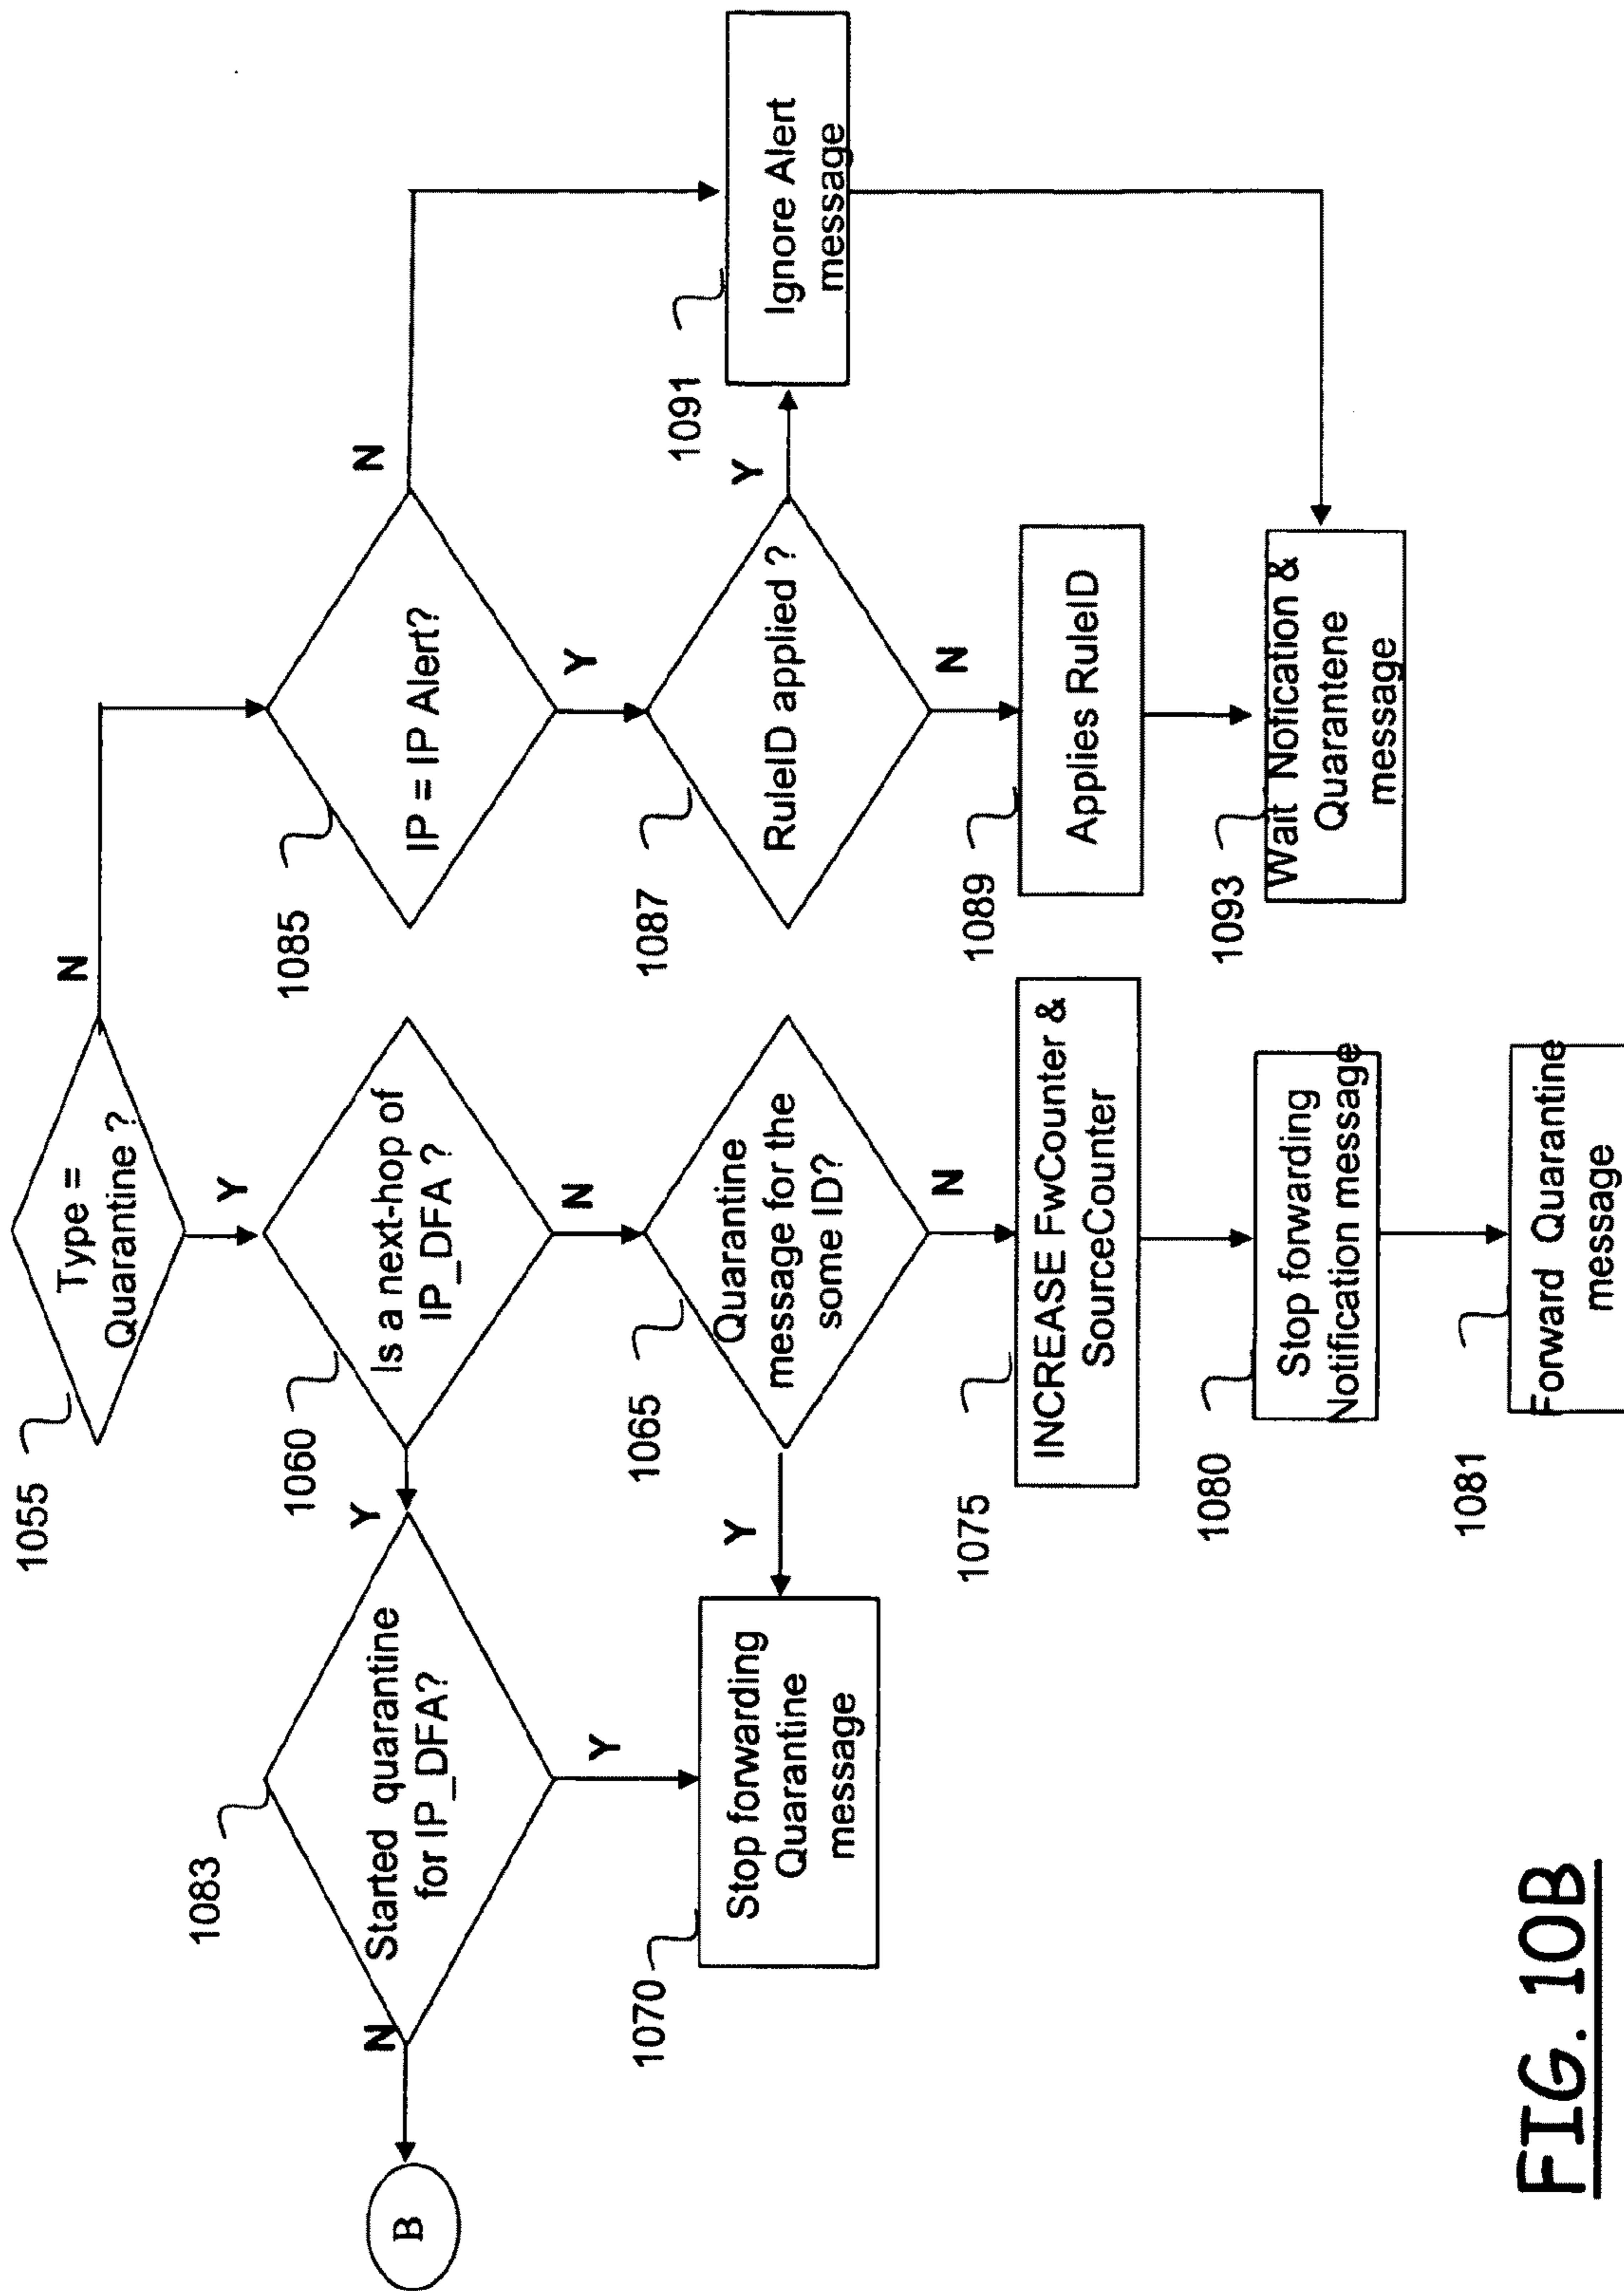 1055
Type =
Quarantine ?
N
Y
1083
Started quarantine
for IP_DFA?
N
Y
B
1060
Is a next-hop of
IP_DFA ?
Y
N
1085
IP = IP Alert?
N
Y
1070
Stop forwarding
Quarantine
message
1065
Quarantine
message for the
some ID?
Y
N
1087
RuleID applied ?
Y
N
1091
Ignore Alert
message
1075
INCREASE FwCounter &
SourceCounter
1089
Applies RuleID
1080
Stop forwarding
Notification message
1093
Wait Notfication &
Quarantene
message
1081
Forward Quarantine
message
FIG. 10B